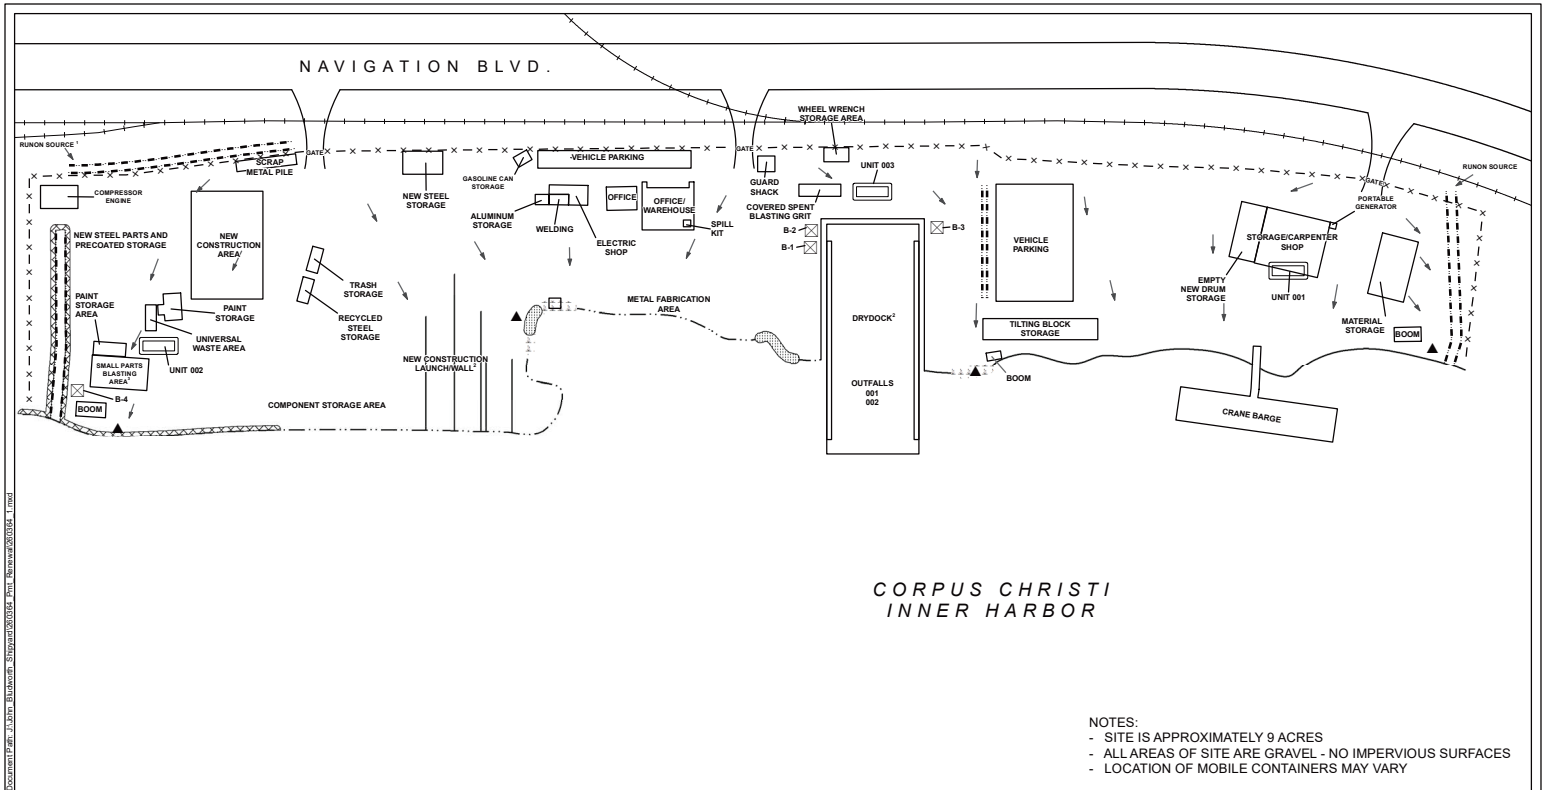 NAVIGATION BLVD.
WHEEL WRENCH
STORAGE AREA
RUNON SOURCE 1
GATE
SCRAP
METAL PILE
COMPRESSOR
ENGINE
NEW STEEL
STORAGE
GASOLINE CAN
STORAGE
-VEHICLE PARKING
GATE
GUARD
SHACK
UNIT 003
RUNON SOURCE
GATE
PORTABLE
GENERATOR
ALUMINUM
STORAGE
WELDING
ELECTRIC
SHOP
OFFICE
OFFICE/
WAREHOUSE
SPILL
KIT
COVERED SPENT
BLASTING GRIT
B-2
B-1
B-3
NEW STEEL PARTS AND
PRECOATED STORAGE
NEW
CONSTRUCTION
AREA/
VEHICLE
PARKING
STORAGE/CARPENTER
SHOP
EMPTY
NEW DRUM
STORAGE
UNIT 001
MATERIAL
STORAGE
BOOM
TRASH
STORAGE
RECYCLED
STEEL
STORAGE
PAINT
STORAGE
AREA
PAINT
STORAGE
UNIVERSAL
WASTE AREA
UNIT 002
SMALL PARTS
BLASTING
AREA3
B-4
BOOM
COMPONENT STORAGE AREA
NEW CONSTRUCTION
LAUNCH/WALL2
METAL FABRICATION
AREA
DRYDOCK2
OUTFALLS
001
002
TILTING BLOCK
STORAGE
BOOM
CRANE BARGE
CORPUS CHRISTI
INNER HARBOR
NOTES:
- SITE IS APPROXIMATELY 9 ACRES
- ALL AREAS OF SITE ARE GRAVEL - NO IMPERVIOUS SURFACES
- LOCATION OF MOBILE CONTAINERS MAY VARY
Document Path: J:\John_Bludworth_Shipyard\260364_Pmt_Renewal\260364_1.mxd